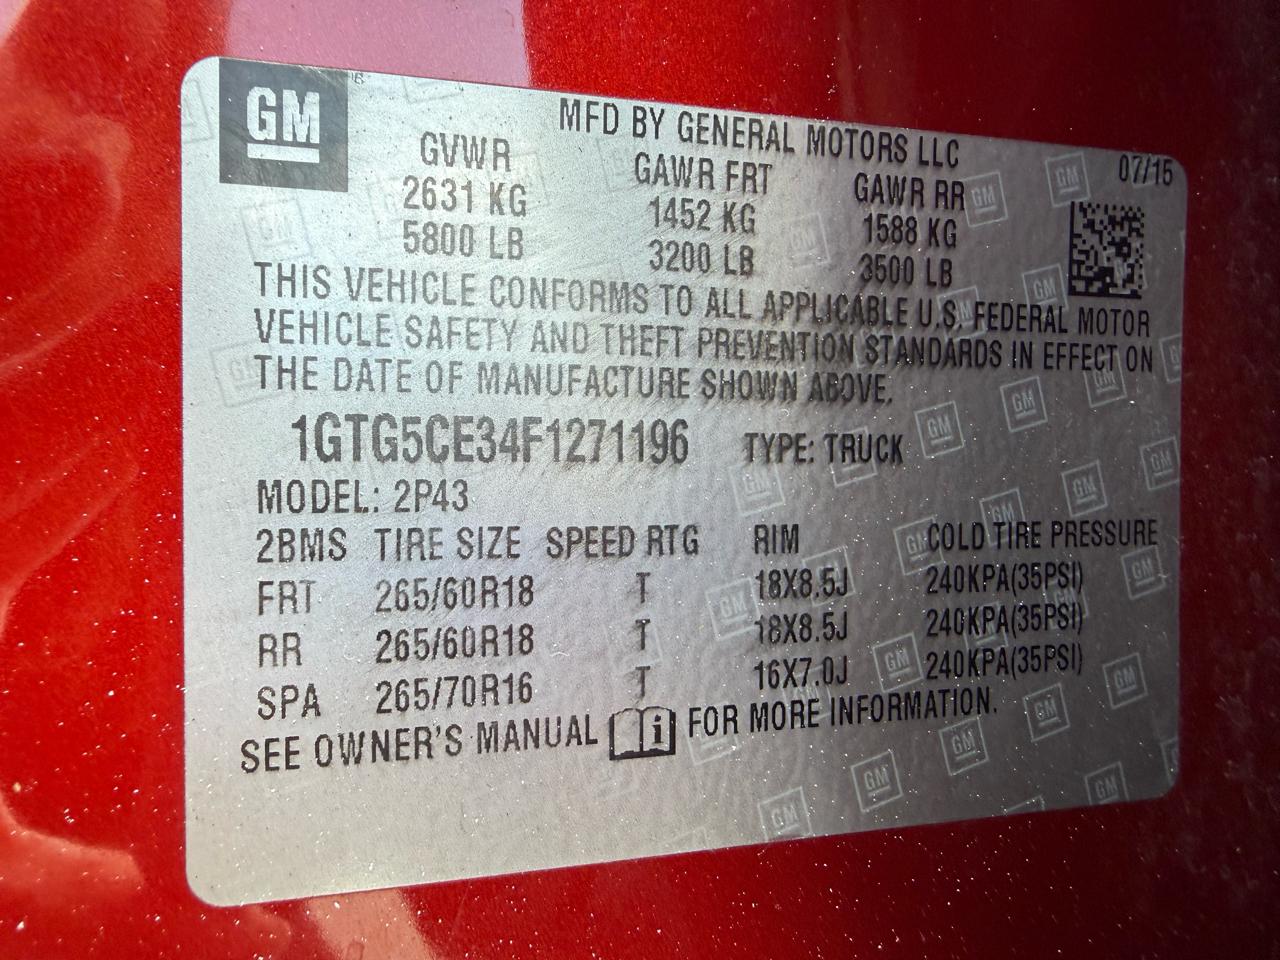 GM
MFD BY GENERAL MOTORS LLC
07/15
GVWR GAWR FRT GAWR RR
2631 KG 1452 KG 1588 KG
5800 LB 3200 LB 3500 LB
THIS VEHICLE CONFORMS TO ALL APPLICABLE U.S. FEDERAL MOTOR
VEHICLE SAFETY AND THEFT PREVENTION STANDARDS IN EFFECT ON
THE DATE OF MANUFACTURE SHOWN ABOVE.
1GTG5CE34F1271196 TYPE: TRUCK
MODEL: 2P43
2BMS TIRE SIZE SPEED RTG RIM COLD TIRE PRESSURE
FRT 265/60R18 T 18X8.5J 240KPA(35PSI)
RR 265/60R18 T 18X8.5J 240KPA(35PSI)
SPA 265/70R16 T 16X7.0J 240KPA(35PSI)
SEE OWNER'S MANUAL i FOR MORE INFORMATION.